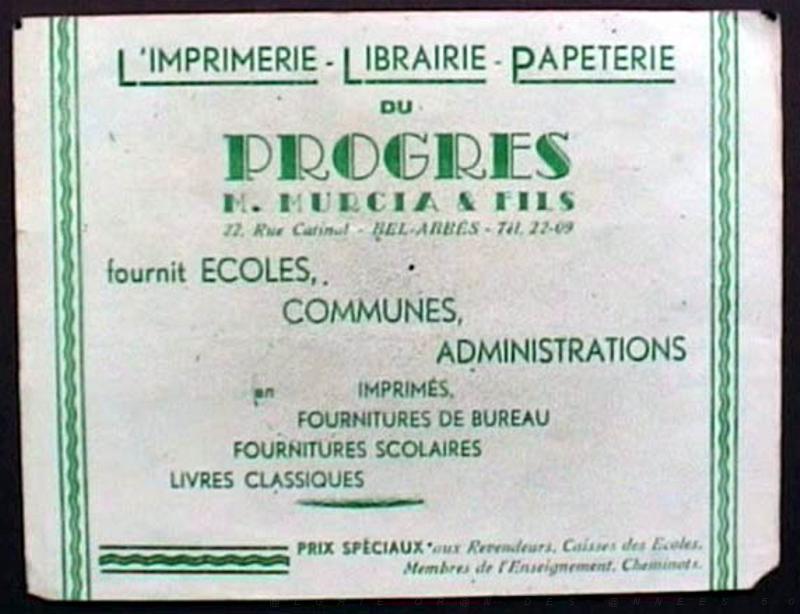 L'IMPRIMERIE - LIBRAIRIE - PAPETERIE
DU
PROGRES
M. MURCIA & FILS
22, Rue Catinat - BEL-ABBÈS - Tél. 22-09
fournit ECOLES,
COMMUNES,
ADMINISTRATIONS
en IMPRIMÉS,
FOURNITURES DE BUREAU
FOURNITURES SCOLAIRES
LIVRES CLASSIQUES
PRIX SPÉCIAUX aux Revendeurs, Caisses des Ecoles,
Membres de l'Enseignement, Cheminots.